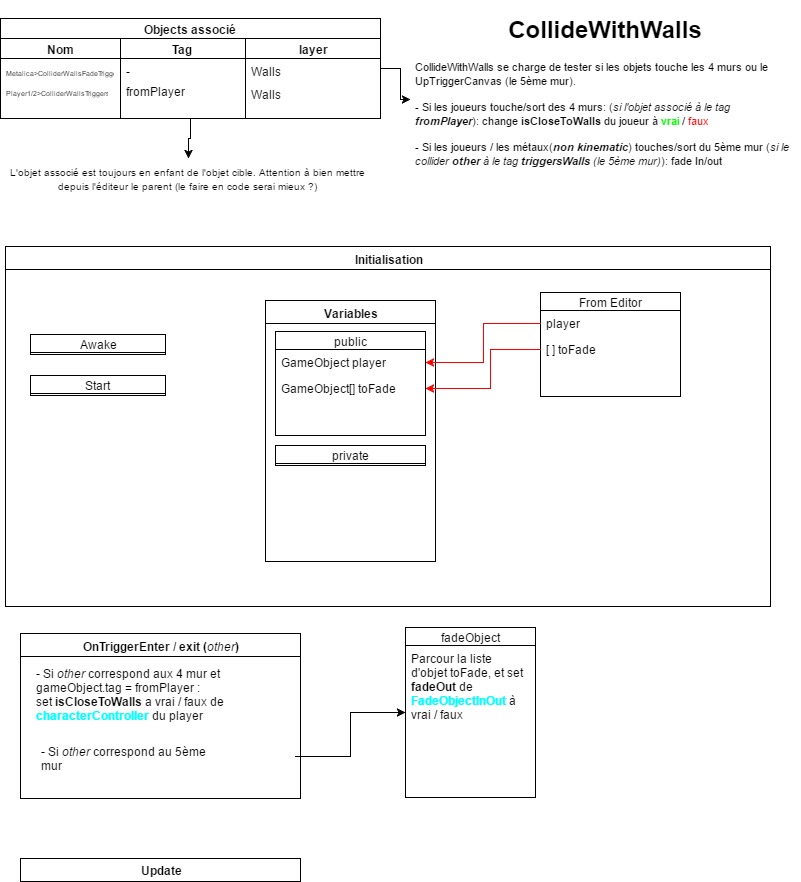 CollideWithWalls
Objects associé
Nom
Tag
layer
Metalica>ColliderWallsFadeTrigge
-
Walls
Player1/2>ColliderWallsTriggers
fromPlayer
Walls
CollideWithWalls se charge de tester si les objets touche les 4 murs ou le
UpTriggerCanvas (le 5ème mur).
- Si les joueurs touche/sort des 4 murs: (si l'objet associé à le tag
fromPlayer): change isCloseToWalls du joueur à vrai / faux
- Si les joueurs / les métaux(non kinematic) touches/sort du 5ème mur (si le
collider other à le tag triggersWalls (le 5ème mur)): fade In/out
L'objet associé est toujours en enfant de l'objet cible. Attention à bien mettre
depuis l'éditeur le parent (le faire en code serai mieux ?)
Initialisation
Awake
Start
Variables
public
GameObject player
GameObject[] toFade
private
From Editor
player
[ ] toFade
OnTriggerEnter / exit (other)
- Si other correspond aux 4 mur et
gameObject.tag = fromPlayer :
set isCloseToWalls a vrai / faux de
characterController du player
- Si other correspond au 5ème
mur
fadeObject
Parcour la liste
d'objet toFade, et set
fadeOut de
FadeObjectInOut à
vrai / faux
Update